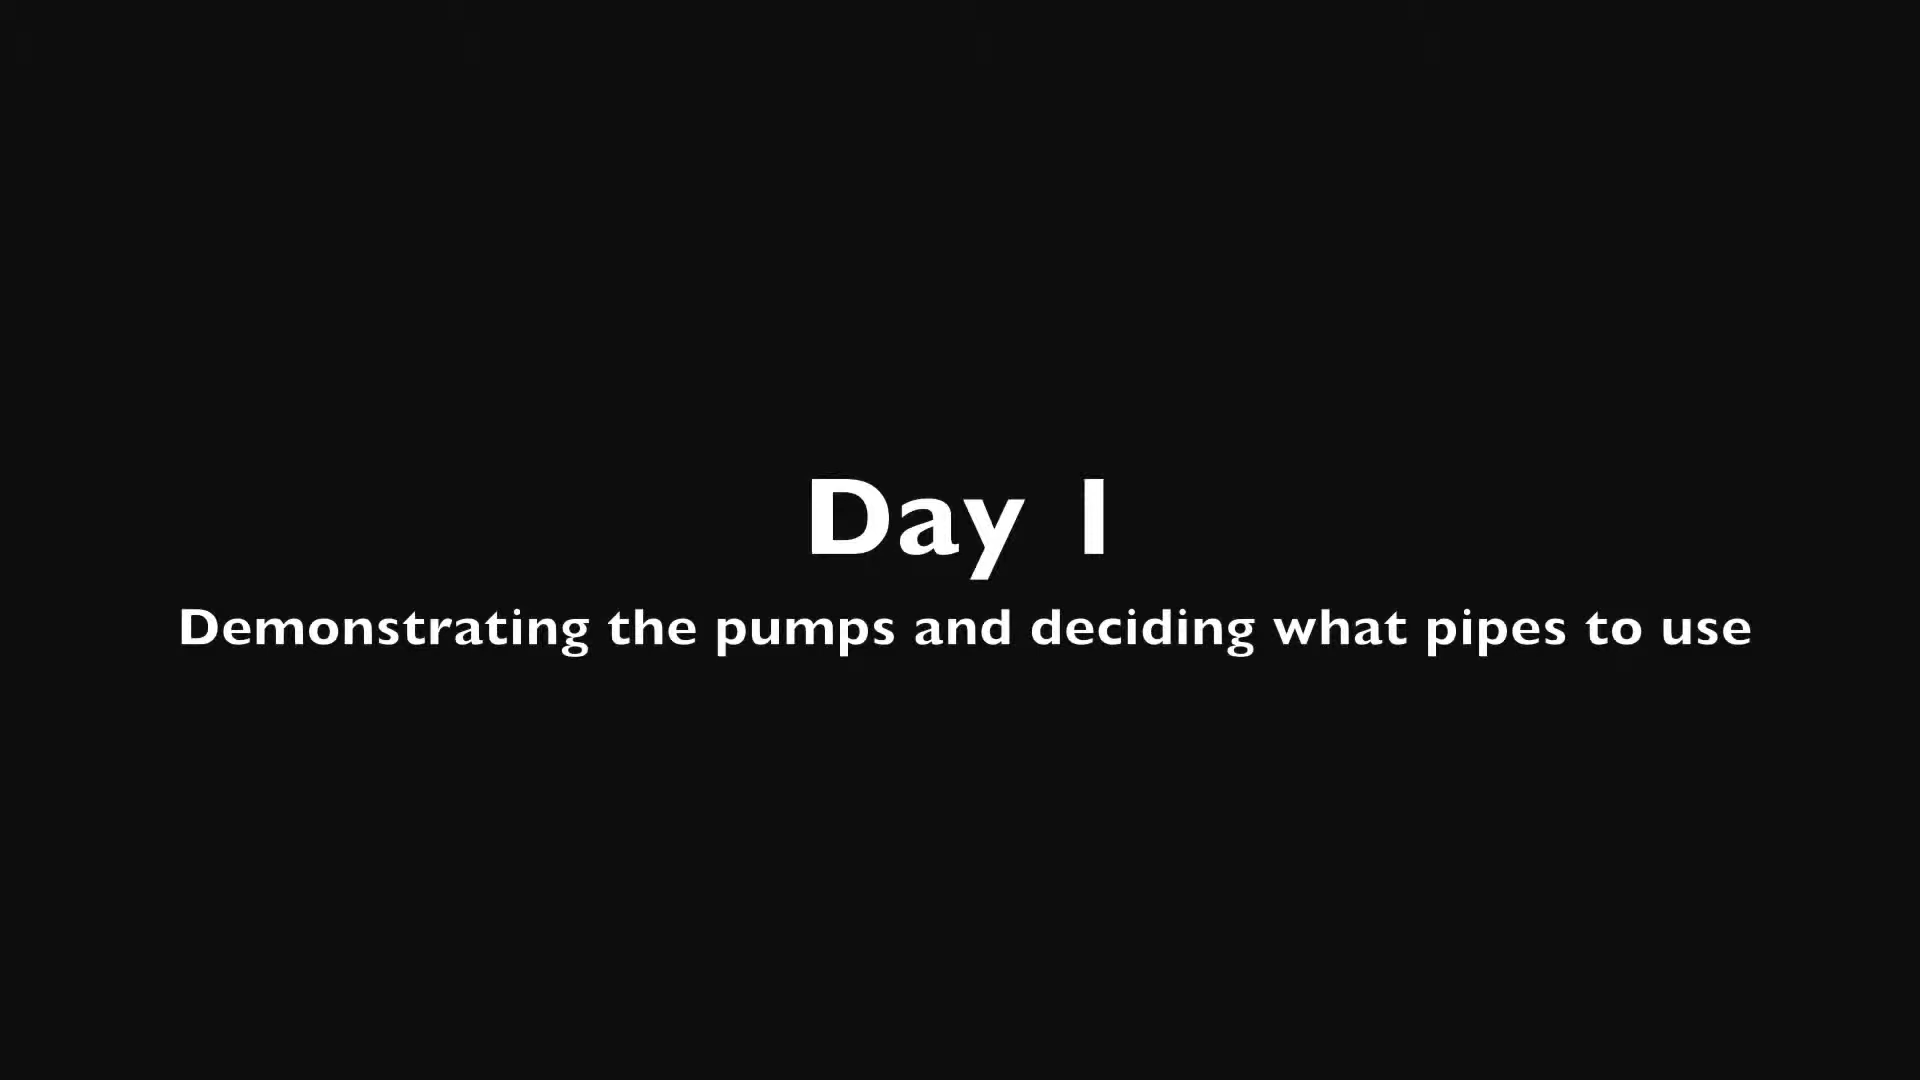 Day 1
Demonstrating the pumps and deciding what pipes to use